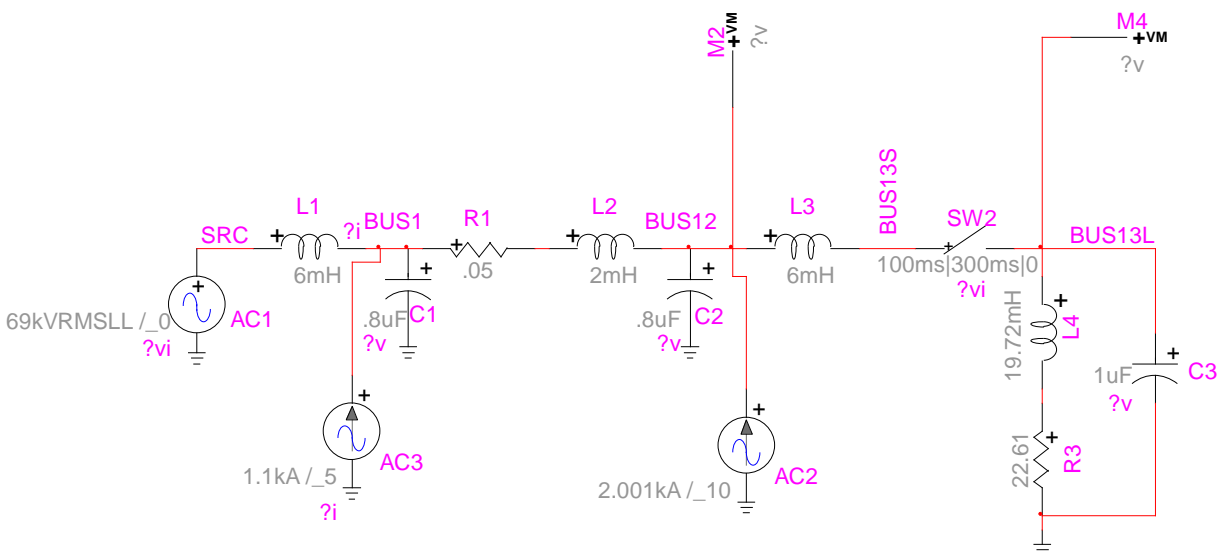 M4
VM
?v
M2
VM
?v
BUS13S
L1
?i
BUS1
R1
L2
BUS12
L3
SW2
BUS13L
SRC
6mH
.05
2mH
6mH
100ms|300ms|0
?vi
69kVRMSLL /_0
AC1
?vi
.8uF
C1
?v
.8uF
C2
?v
19.72mH
L4
1uF
C3
?v
1.1kA /_5
AC3
?i
2.001kA /_10
AC2
22.61
R3